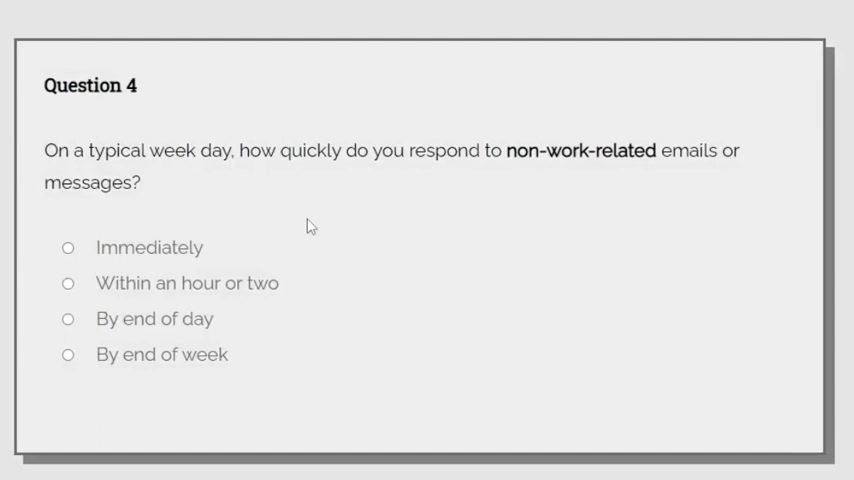 Question 4
On a typical week day, how quickly do you respond to non-work-related emails or
messages?
Immediately
Within an hour or two
By end of day
By end of week